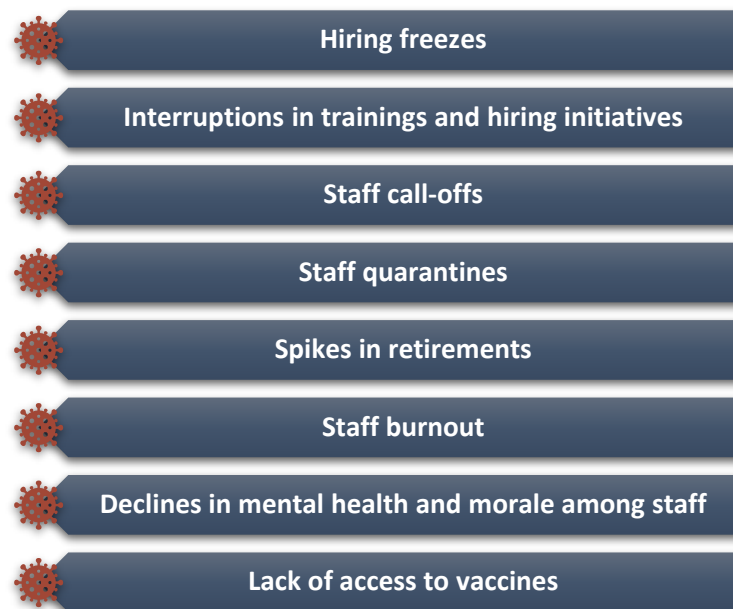 Hiring freezes
Interruptions in trainings and hiring initiatives
Staff call-offs
Staff quarantines
Spikes in retirements
Staff burnout
Declines in mental health and morale among staff
Lack of access to vaccines